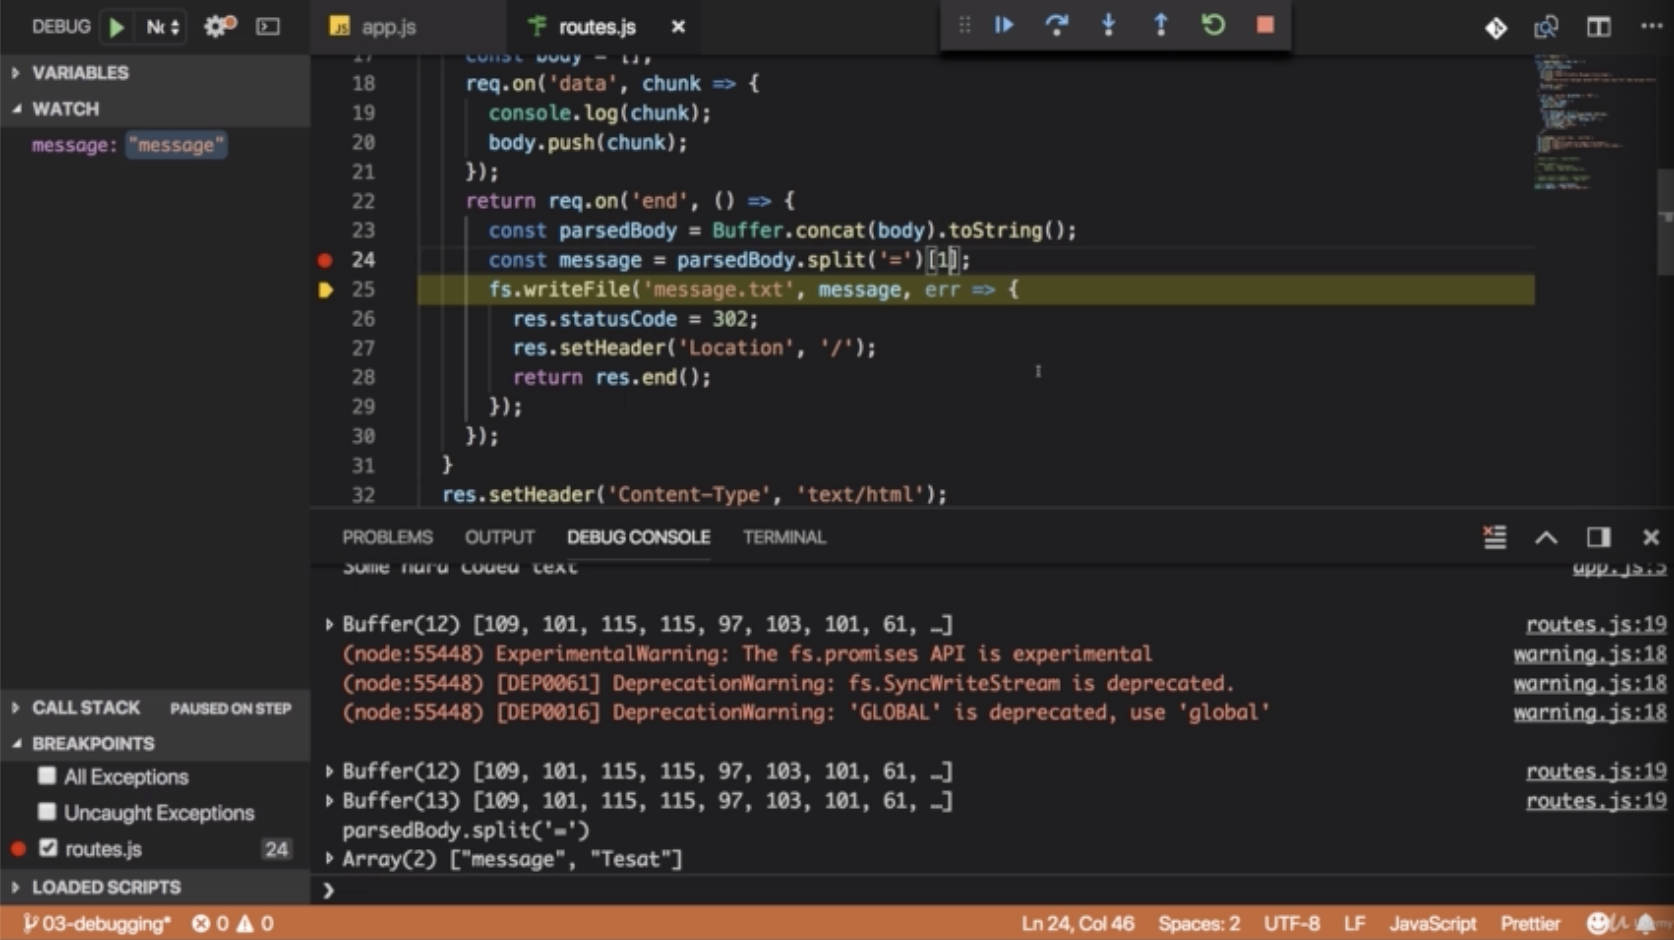 DEBUG
app.js
routes.js
VARIABLES
WATCH
message: "message"
17 const body = [];
18 req.on('data', chunk => {
19 console.log(chunk);
20 body.push(chunk);
21 });
22 return req.on('end', () => {
23 const parsedBody = Buffer.concat(body).toString();
24 const message = parsedBody.split('=')[1];
25 fs.writeFile('message.txt', message, err => {
26 res.statusCode = 302;
27 res.setHeader('Location', '/');
28 return res.end();
29 });
30 });
31 }
32 res.setHeader('Content-Type', 'text/html');
PROBLEMS OUTPUT DEBUG CONSOLE TERMINAL
Some hard coded text app.js:5
Buffer(12) [109, 101, 115, 115, 97, 103, 101, 61, …] routes.js:19
(node:55448) ExperimentalWarning: The fs.promises API is experimental warning.js:18
(node:55448) [DEP0061] DeprecationWarning: fs.SyncWriteStream is deprecated. warning.js:18
(node:55448) [DEP0016] DeprecationWarning: 'GLOBAL' is deprecated, use 'global' warning.js:18
Buffer(12) [109, 101, 115, 115, 97, 103, 101, 61, …] routes.js:19
Buffer(13) [109, 101, 115, 115, 97, 103, 101, 61, …] routes.js:19
parsedBody.split('=')
Array(2) ["message", "Tesat"]
CALL STACK PAUSED ON STEP
BREAKPOINTS
All Exceptions
Uncaught Exceptions
routes.js 24
LOADED SCRIPTS
03-debugging* 0 0
Ln 24, Col 46 Spaces: 2 UTF-8 LF JavaScript Prettier